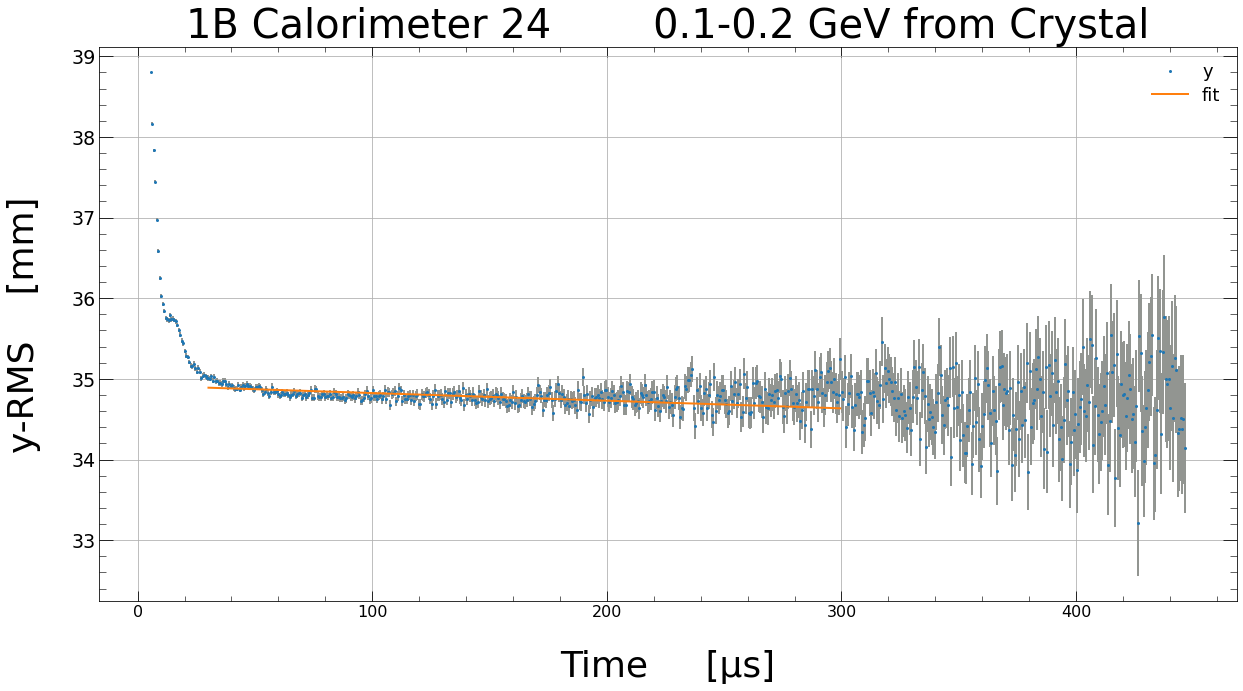 1B Calorimeter 24 0.1-0.2 GeV from Crystal
y
fit
39
38
37
36
35
34
33
y-RMS [mm]
0 100 200 300 400
Time [μs]